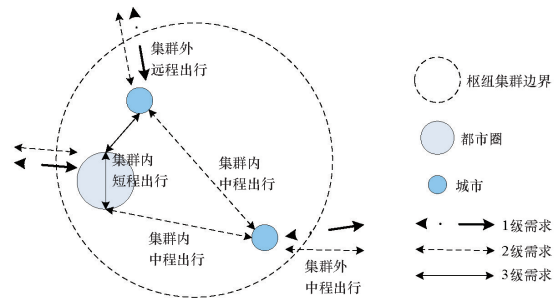 集群外
远程出行
集群内
短程出行
集群内
中程出行
集群内
中程出行
集群外
中程出行
枢纽集群边界
都市圈
城市
1级需求
2级需求
3级需求